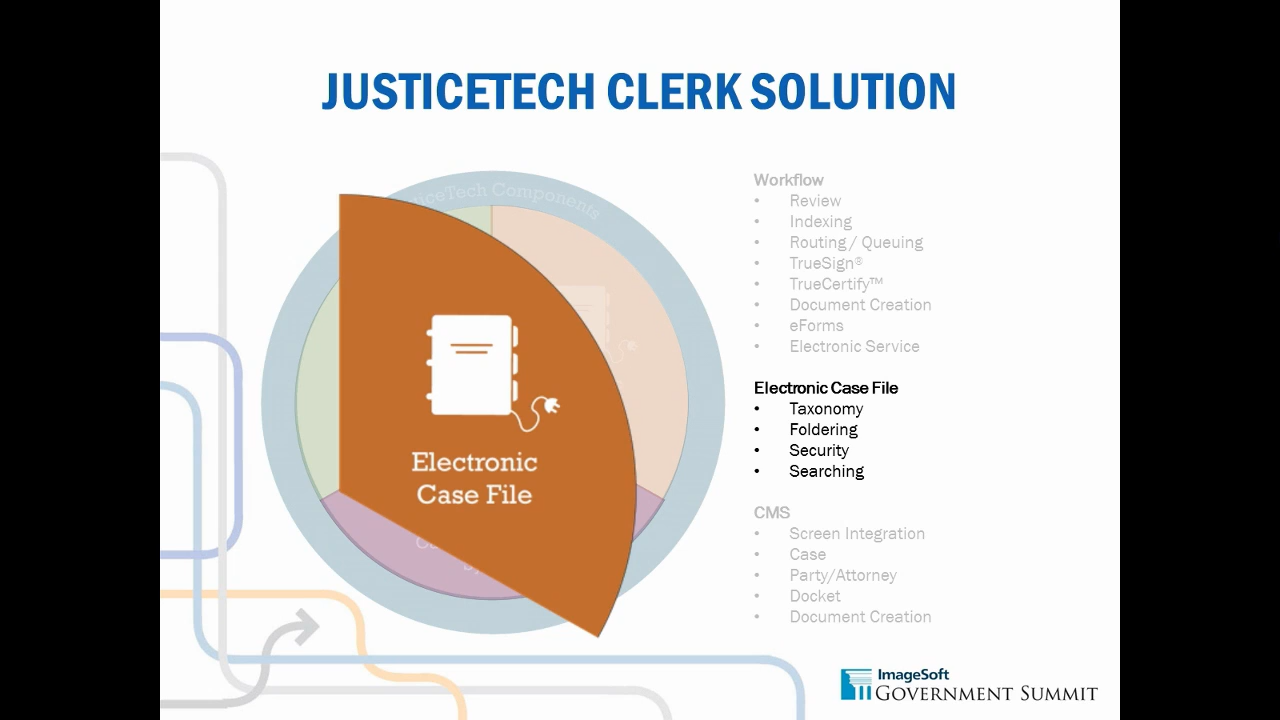 JUSTICETECH CLERK SOLUTION
Components
Electronic
Case File
Workflow
• Review
• Indexing
• Routing / Queuing
• TrueSign®
• TrueCertify™
• Document Creation
• eForms
• Electronic Service
Electronic Case File
• Taxonomy
• Foldering
• Security
• Searching
CMS
• Screen Integration
• Case
• Party/Attorney
• Docket
• Document Creation
ImageSoft
GOVERNMENT SUMMIT